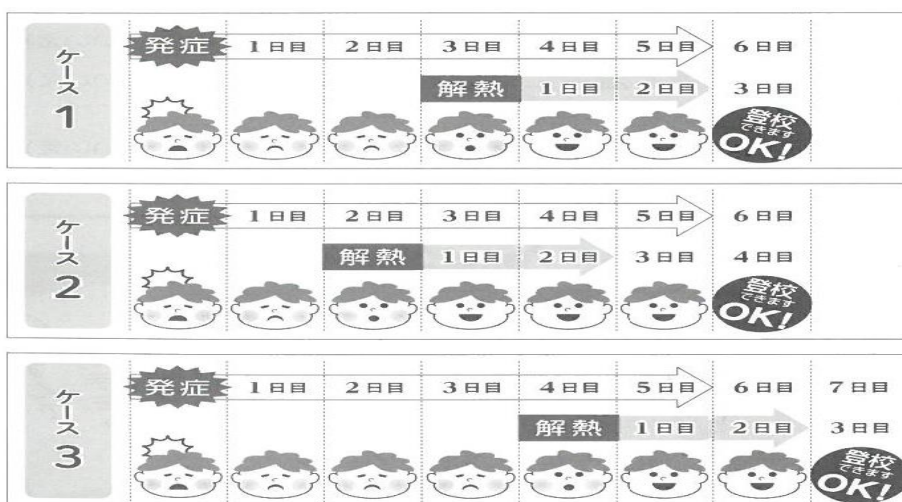 ケース1
発症 1日目 2日目 3日目 4日目 5日目 6日目
解熱 1日目 2日目 3日目
登校
できます
OK!
ケース2
発症 1日目 2日目 3日目 4日目 5日目 6日目
解熱 1日目 2日目 3日目 4日目
登校
できます
OK!
ケース3
発症 1日目 2日目 3日目 4日目 5日目 6日目 7日目
解熱 1日目 2日目 3日目
登校
できます
OK!